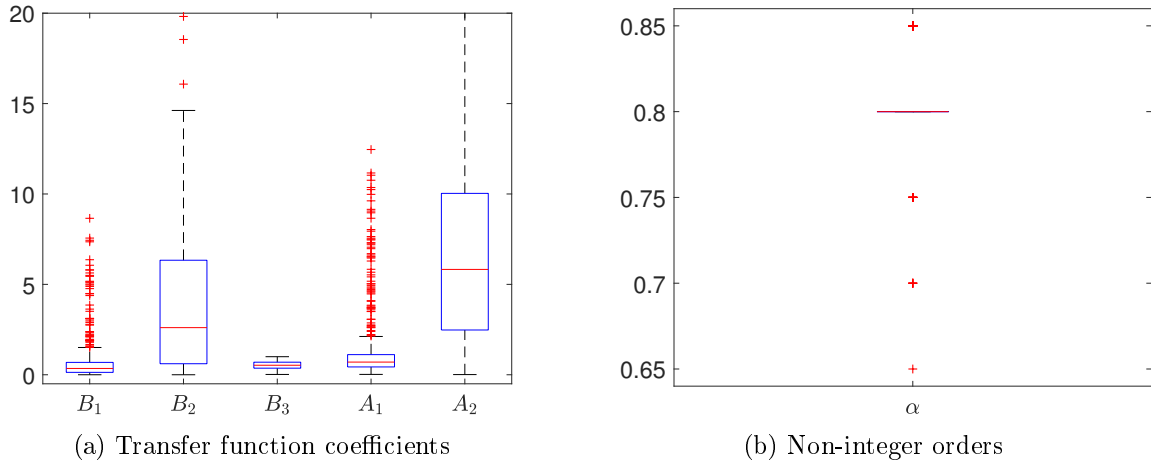 20
15
10
5
0
B₁ B₂ B₃ A₁ A₂
(a) Transfer function coefficients
0.85
0.8
0.75
0.7
0.65
α
(b) Non-integer orders